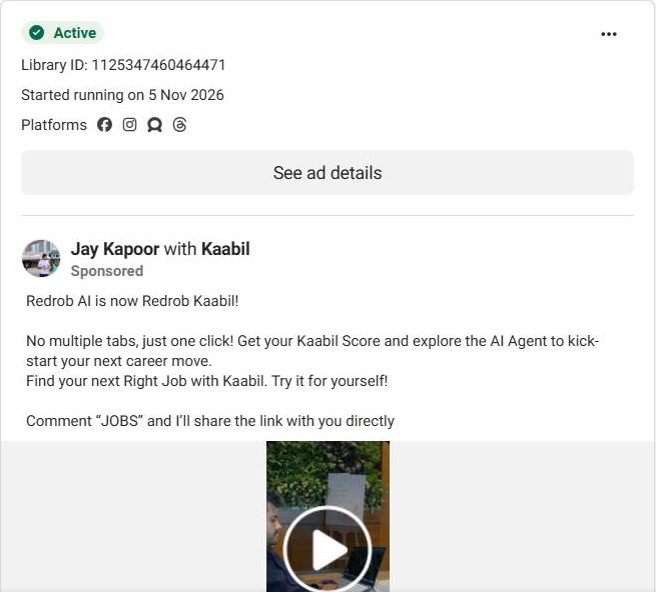 Active
Library ID: 1125347460464471
Started running on 5 Nov 2026
Platforms
See ad details
Jay Kapoor with Kaabil
Sponsored
Redrob AI is now Redrob Kaabil!
No multiple tabs, just one click! Get your Kaabil Score and explore the AI Agent to kick-
start your next career move.
Find your next Right Job with Kaabil. Try it for yourself!
Comment “JOBS” and I’ll share the link with you directly